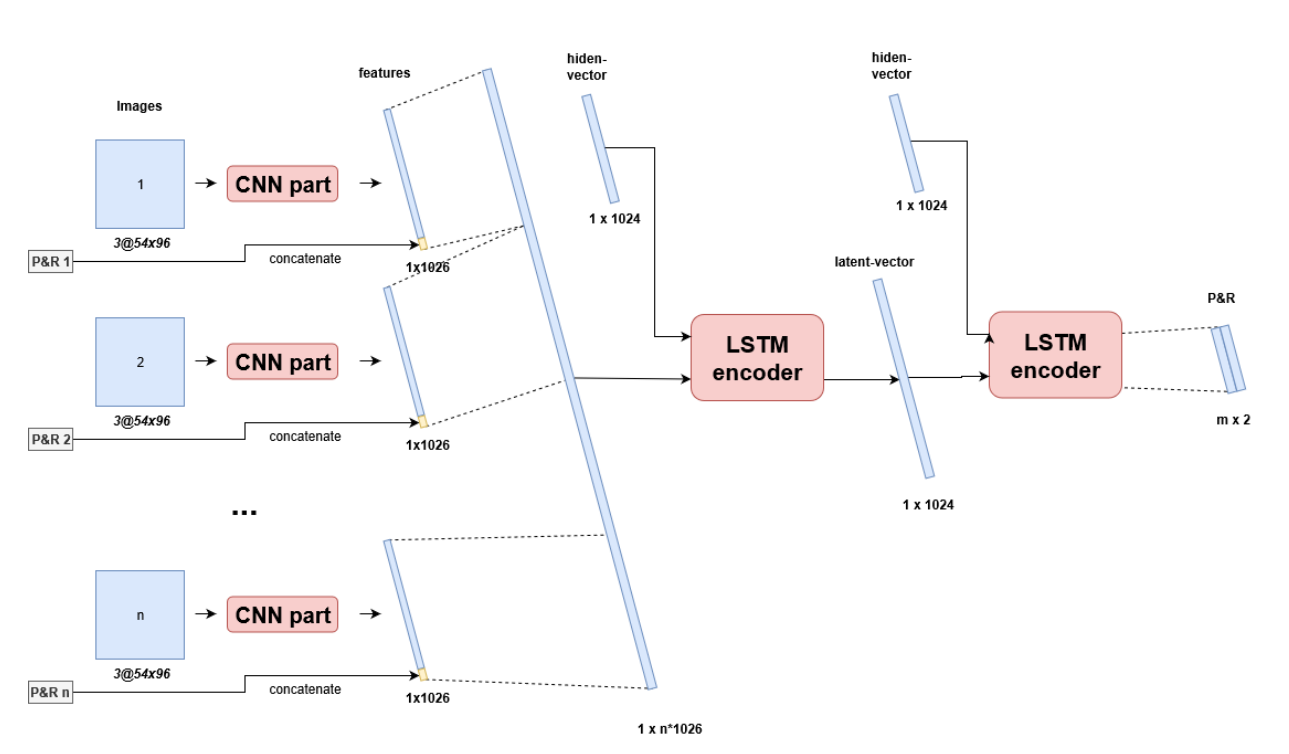 hiden-
vector
hiden-
vector
features
Images
1
CNN part
3@54x96
P&R 1
concatenate
1x1026
1 x 1024
1 x 1024
latent-vector
P&R
2
CNN part
3@54x96
P&R 2
concatenate
1x1026
LSTM
encoder
LSTM
encoder
m x 2
1 x 1024
...
n
CNN part
3@54x96
P&R n
concatenate
1x1026
1 x n*1026